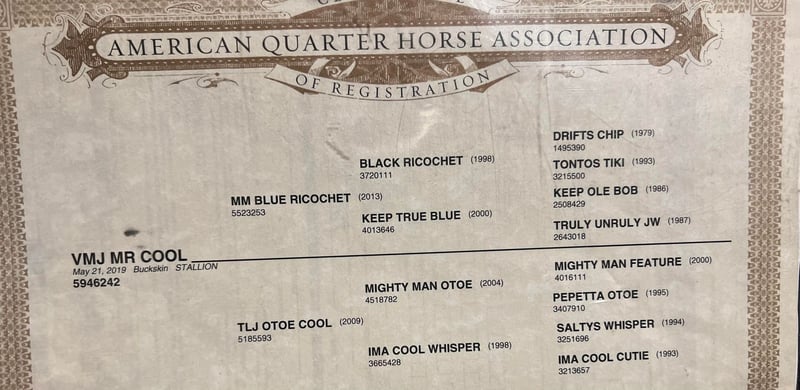 AMERICAN QUARTER HORSE ASSOCIATION
OF REGISTRATION
DRIFTS CHIP (1979)
1495390
BLACK RICOCHET (1998)
3720111
TONTOS TIKI (1993)
3215500
MM BLUE RICOCHET (2013)
5523253
KEEP OLE BOB (1986)
2508429
KEEP TRUE BLUE (2000)
4013646
TRULY UNRULY JW (1987)
2643018
VMJ MR COOL
May 21, 2019 Buckskin STALLION
5946242
MIGHTY MAN FEATURE (2000)
4016111
MIGHTY MAN OTOE (2004)
4518782
PEPETTA OTOE (1995)
3407910
TLJ OTOE COOL (2009)
5185593
SALTYS WHISPER (1994)
3251696
IMA COOL WHISPER (1998)
3665428
IMA COOL CUTIE (1993)
3213657